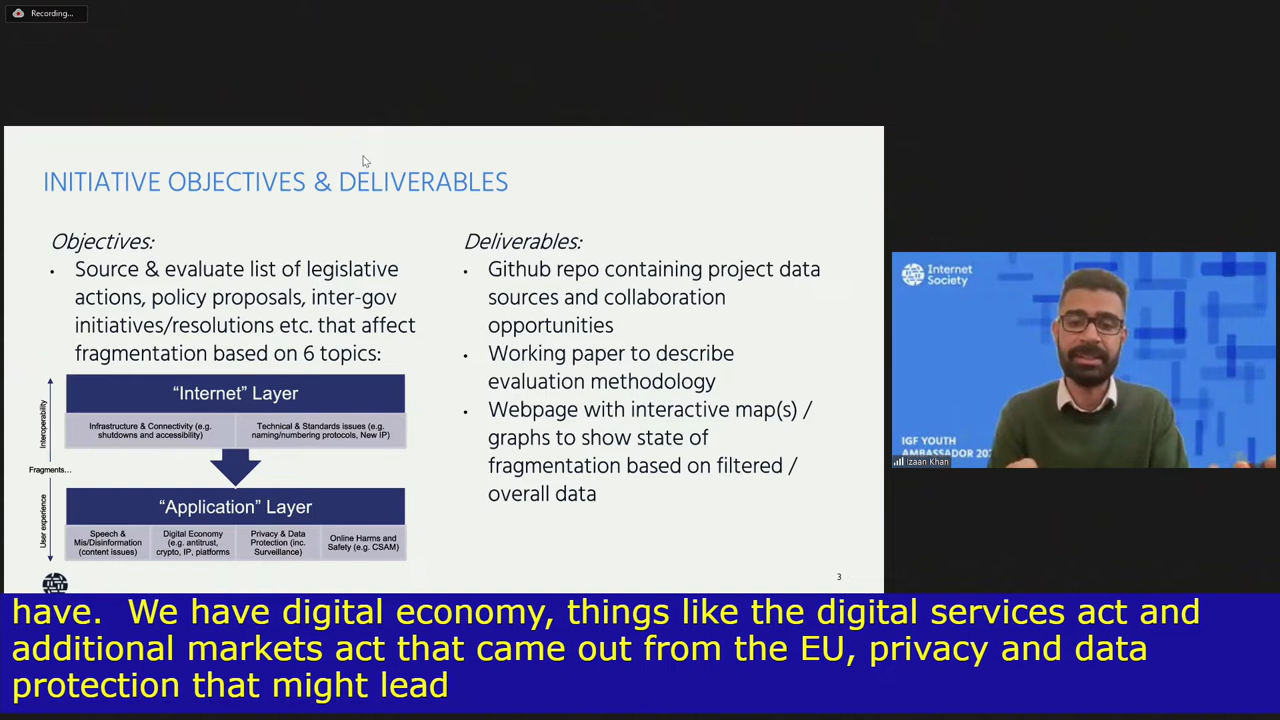 Recording...
INITIATIVE OBJECTIVES & DELIVERABLES
Objectives:
• Source & evaluate list of legislative
actions, policy proposals, inter-gov
initiatives/resolutions etc. that affect
fragmentation based on 6 topics:
“Internet” Layer
Infrastructure & Connectivity (e.g.
shutdowns and accessibility)
Technical & Standards issues (e.g.
naming/numbering protocols, New IP)
Interoperability
Fragments...
User experience
“Application” Layer
Speech &
Mis/Disinformation
(content issues)
Digital Economy
(e.g. antitrust,
crypto, IP, platforms
Privacy & Data
Protection (inc.
Surveillance)
Online Harms and
Safety (e.g. CSAM)
Deliverables:
• Github repo containing project data
sources and collaboration
opportunities
• Working paper to describe
evaluation methodology
• Webpage with interactive map(s) /
graphs to show state of
fragmentation based on filtered /
overall data
3
Internet
Society
IGF YOUTH
AMBASSADOR 20
Izaan Khan
have. We have digital economy, things like the digital services act and
additional markets act that came out from the EU, privacy and data
protection that might lead